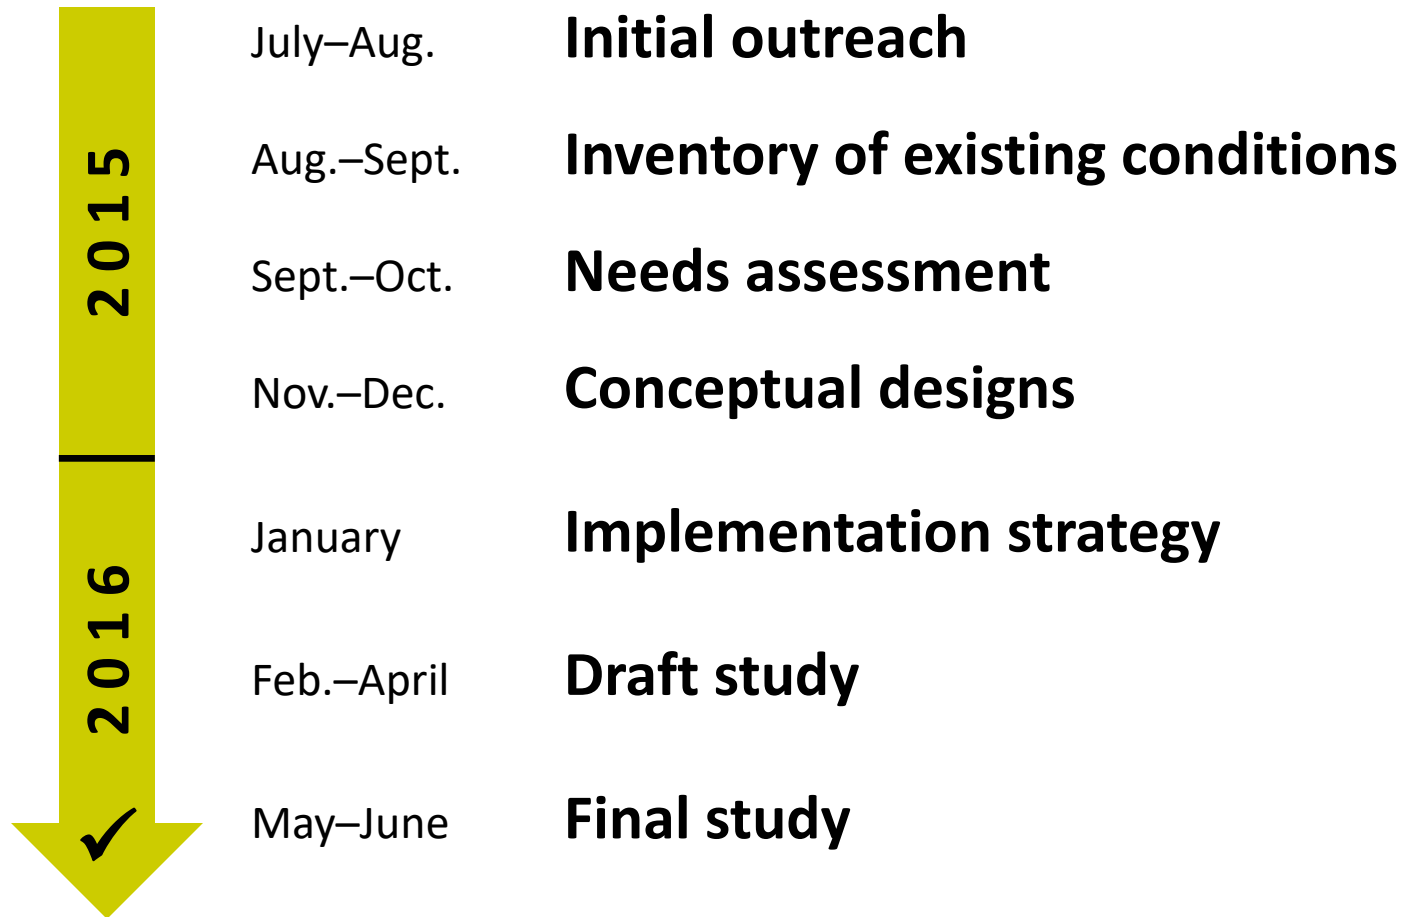 2015
July–Aug. Initial outreach
Aug.–Sept. Inventory of existing conditions
Sept.–Oct. Needs assessment
Nov.–Dec. Conceptual designs
2016
January Implementation strategy
Feb.–April Draft study
May–June Final study